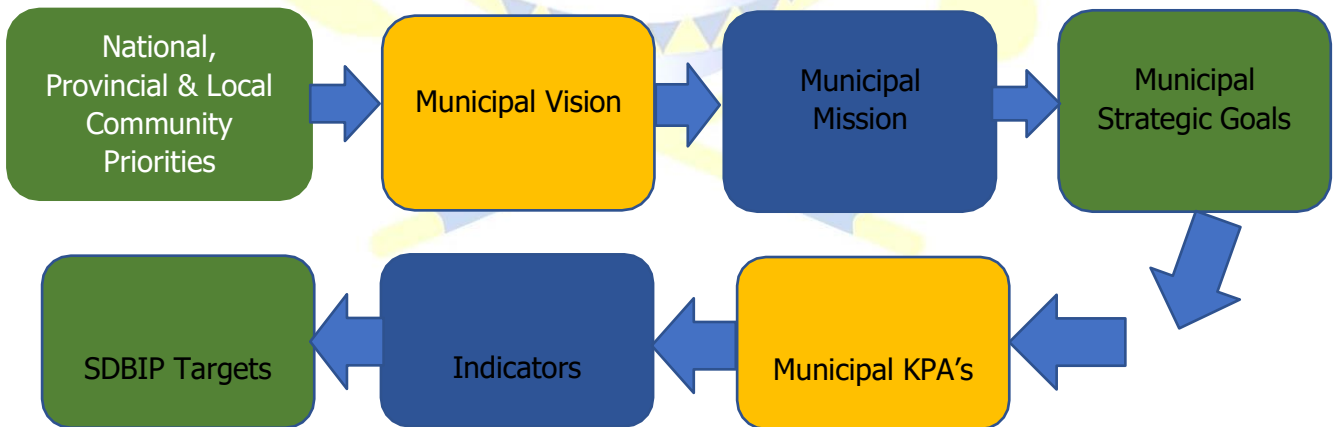 National,
Provincial & Local
Community
Priorities
Municipal Vision
Municipal
Mission
Municipal
Strategic Goals
Municipal KPA’s
Indicators
SDBIP Targets